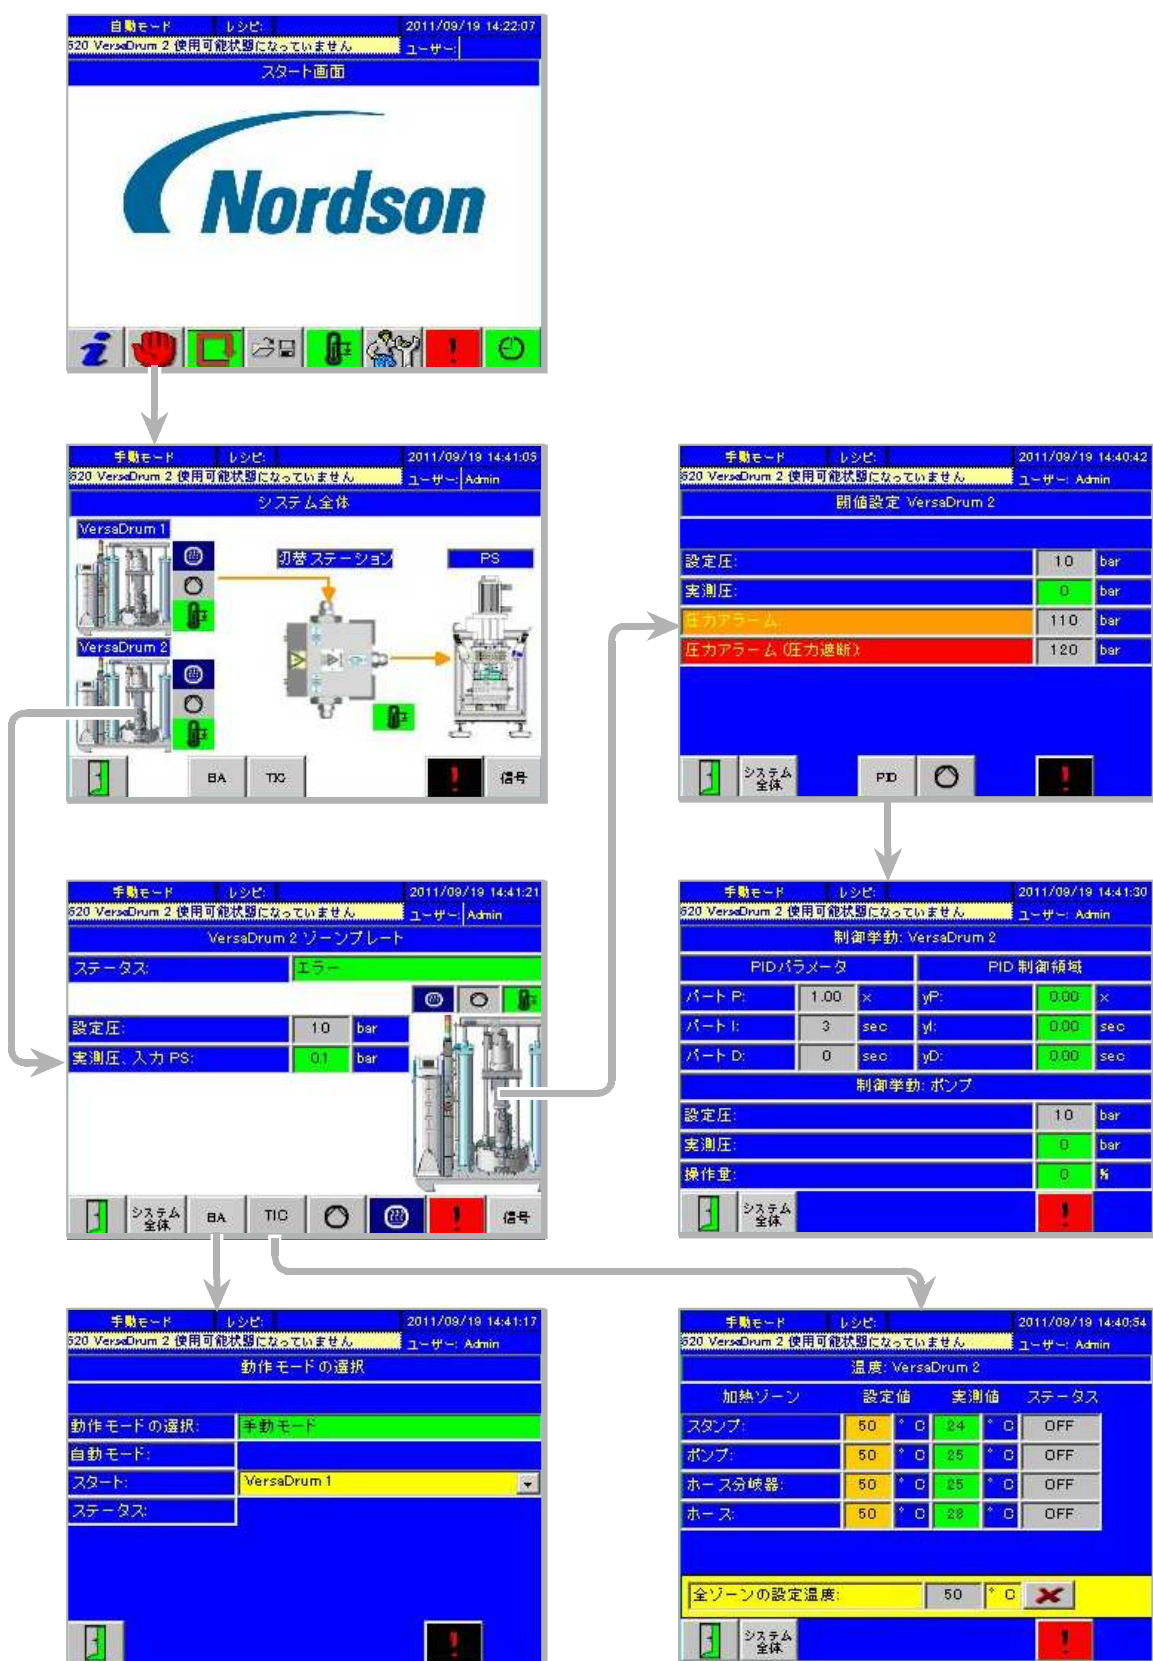 自動モード レシピ: 2011/09/19 14:22:07
520 VersaDrum 2 使用可能状態になっていません ユーザー:
スタート画面
Nordson
手動モード レシピ: 2011/09/19 14:41:05
520 VersaDrum 2 使用可能状態になっていません ユーザー: Admin
システム全体
VersaDrum 1
切替ステーション PS
VersaDrum 2
BA TIC ! 信号
手動モード レシピ: 2011/09/19 14:40:42
520 VersaDrum 2 使用可能状態になっていません ユーザー: Admin
閾値設定 VersaDrum 2
設定圧: 10 bar
実測圧: 0 bar
圧力アラーム: 110 bar
圧力アラーム (圧力遮断): 120 bar
システム
全体
PID !
手動モード レシピ: 2011/09/19 14:41:21
520 VersaDrum 2 使用可能状態になっていません ユーザー: Admin
VersaDrum 2 ゾーンプレート
ステータス: エラー
設定圧: 10 bar
実測圧、入力 PS: 0.1 bar
システム
全体
BA TIC ! 信号
手動モード レシピ: 2011/09/19 14:41:30
520 VersaDrum 2 使用可能状態になっていません ユーザー: Admin
制御挙動: VersaDrum 2
PIDパラメータ PID 制御領域
パート P: 1.00 x yP: 0.00 x
パート I: 3 sec yI: 0.00 sec
パート D: 0 sec yD: 0.00 sec
制御挙動: ポンプ
設定圧: 10 bar
実測圧: 0 bar
操作量: 0 %
システム
全体
!
手動モード レシピ: 2011/09/19 14:41:17
520 VersaDrum 2 使用可能状態になっていません ユーザー: Admin
動作モードの選択
動作モードの選択: 手動モード
自動モード:
スタート: VersaDrum 1
ステータス:
!
手動モード レシピ: 2011/09/19 14:40:54
520 VersaDrum 2 使用可能状態になっていません ユーザー: Admin
温度: VersaDrum 2
加熱ゾーン 設定値 実測値 ステータス
スタンプ: 50 ° C 24 ° C OFF
ポンプ: 50 ° C 25 ° C OFF
ホース分岐器: 50 ° C 25 ° C OFF
ホース: 50 ° C 28 ° C OFF
全ゾーンの設定温度: 50 ° C
システム
全体
!